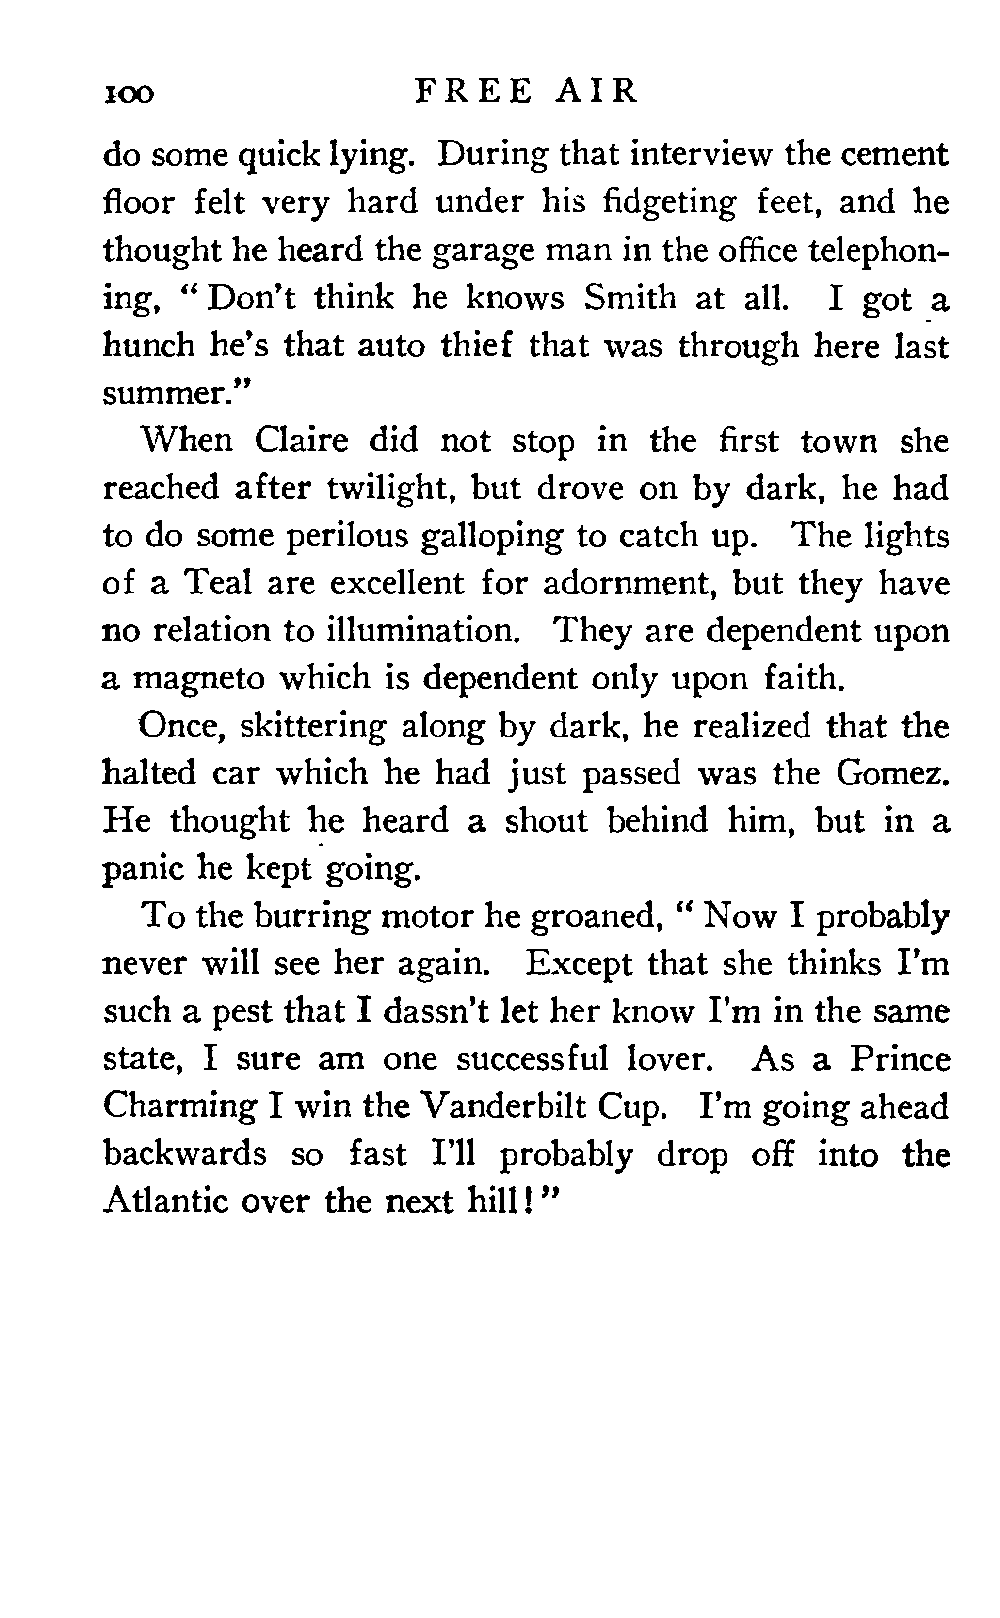 100 FREE AIR
do some quick lying. During that interview the cement
floor felt very hard under his fidgeting feet, and he
thought he heard the garage man in the office telephon-
ing, “ Don't think he knows Smith at all. I got a
hunch he's that auto thief that was through here last
summer.”
When Claire did not stop in the first town she
reached after twilight, but drove on by dark, he had
to do some perilous galloping to catch up. The lights
of a Teal are excellent for adornment, but they have
no relation to illumination. They are dependent upon
a magneto which is dependent only upon faith.
Once, skittering along by dark, he realized that the
halted car which he had just passed was the Gomez.
He thought he heard a shout behind him, but in a
panic he kept going.
To the burring motor he groaned, “ Now I probably
never will see her again. Except that she thinks I'm
such a pest that I dassn't let her know I'm in the same
state, I sure am one successful lover. As a Prince
Charming I win the Vanderbilt Cup. I'm going ahead
backwards so fast I'll probably drop off into the
Atlantic over the next hill! ”